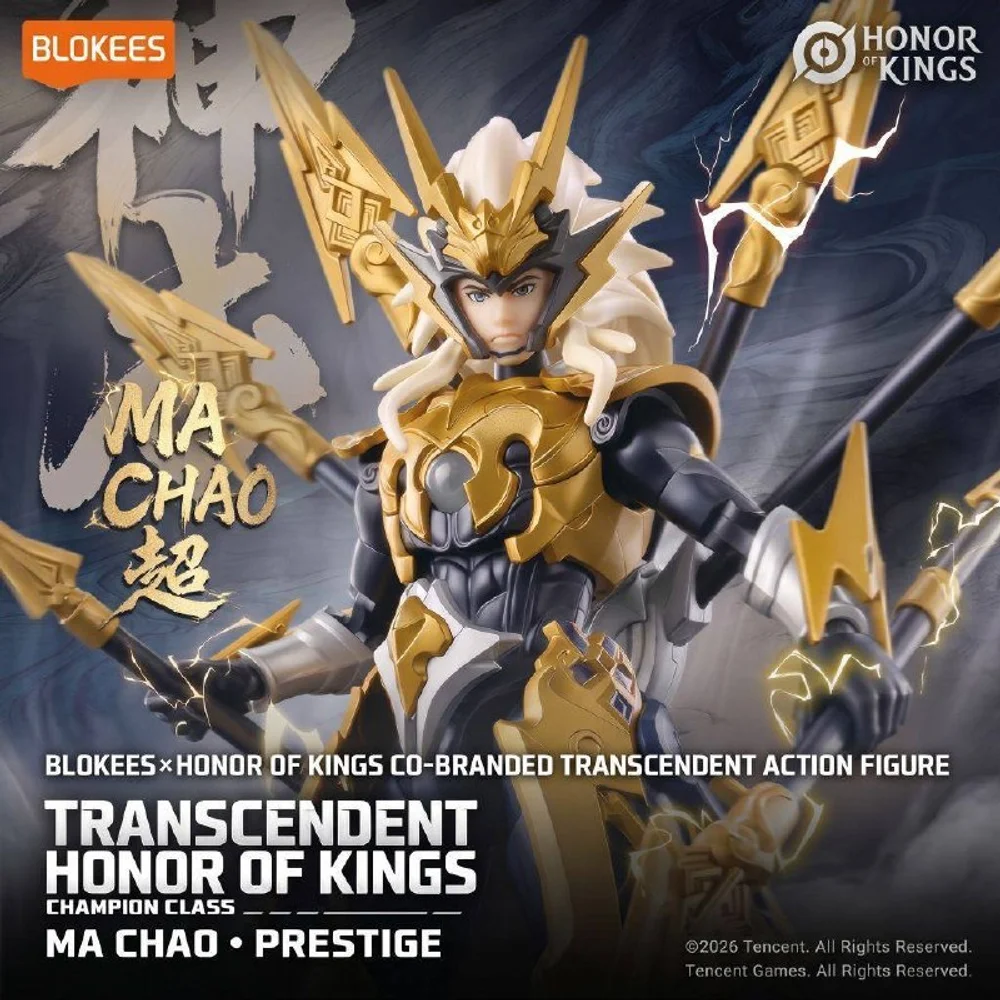 BLOKEES
HONOR
OF
KINGS
神
MA
CHAO
超
BLOKEES×HONOR OF KINGS CO-BRANDED TRANSCENDENT ACTION FIGURE
TRANSCENDENT
HONOR OF KINGS
CHAMPION CLASS
MA CHAO • PRESTIGE
©2026 Tencent. All Rights Reserved.
Tencent Games. All Rights Reserved.